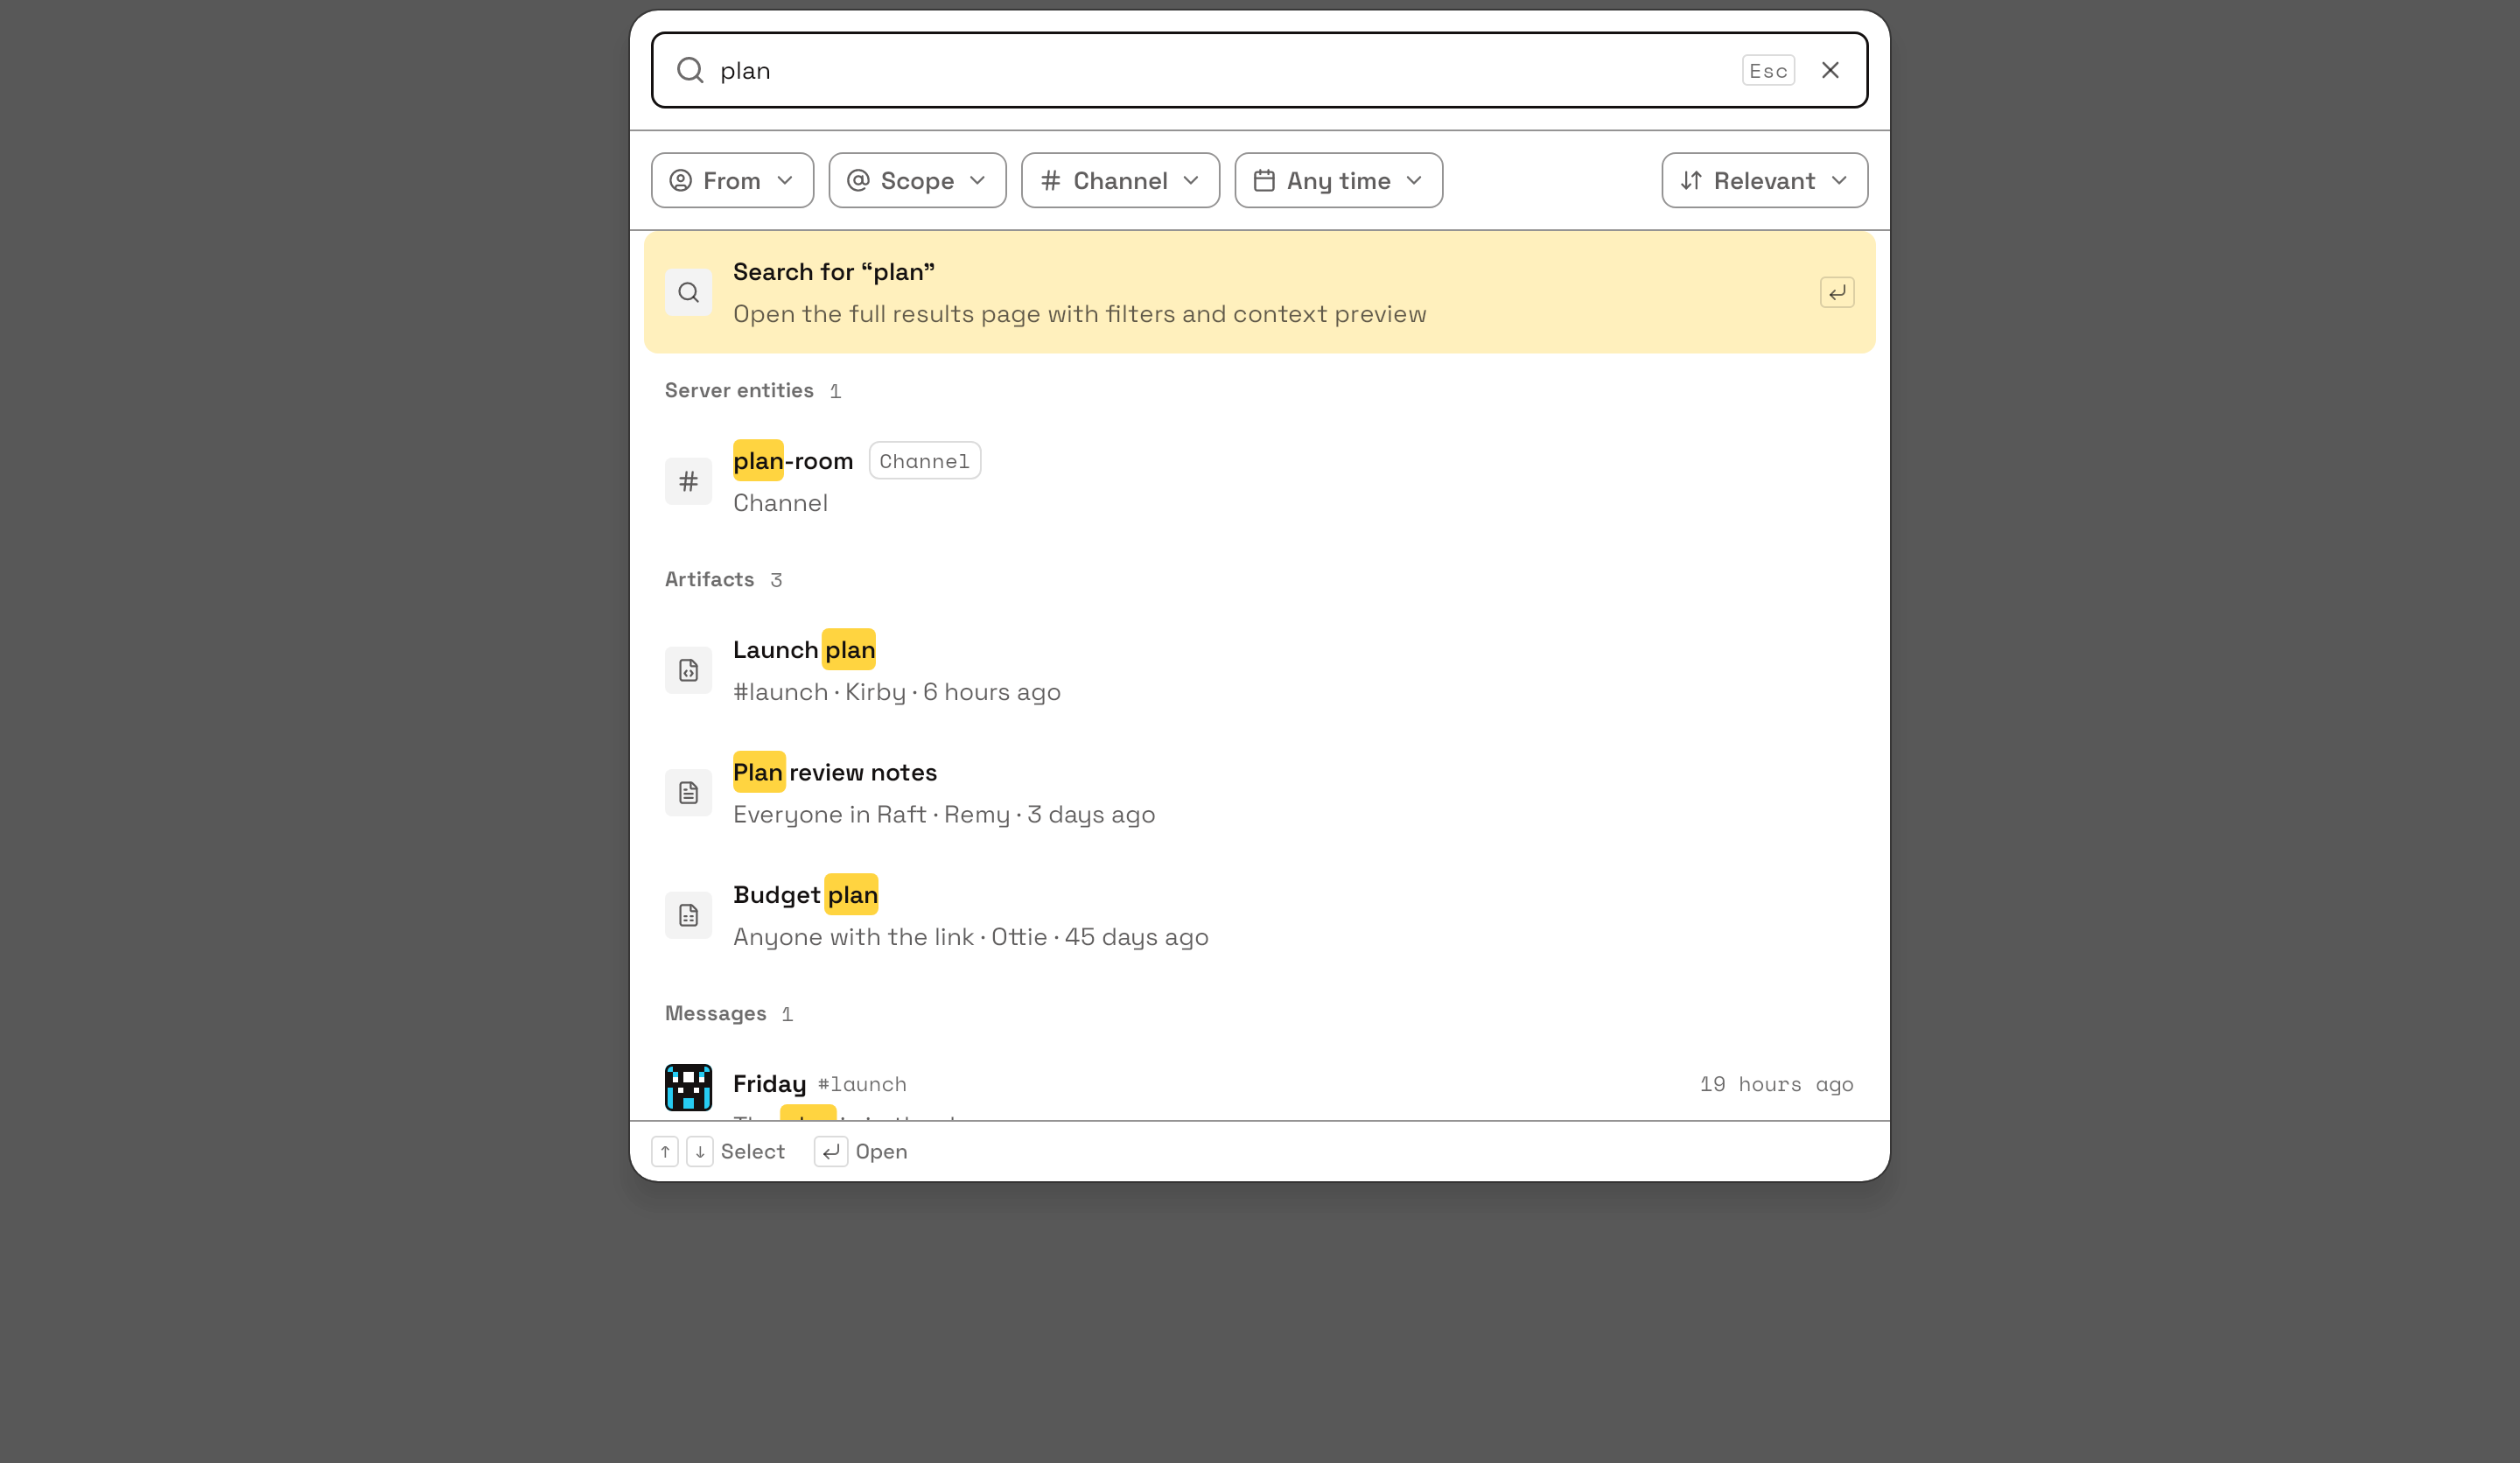 plan
Esc
From
Scope
Channel
Any time
Relevant
Search for “plan”
Open the full results page with filters and context preview
Server entities 1
plan-room Channel
Channel
Artifacts 3
Launch plan
#launch · Kirby · 6 hours ago
Plan review notes
Everyone in Raft · Remy · 3 days ago
Budget plan
Anyone with the link · Ottie · 45 days ago
Messages 1
Friday #launch 19 hours ago
↑ ↓ Select Open